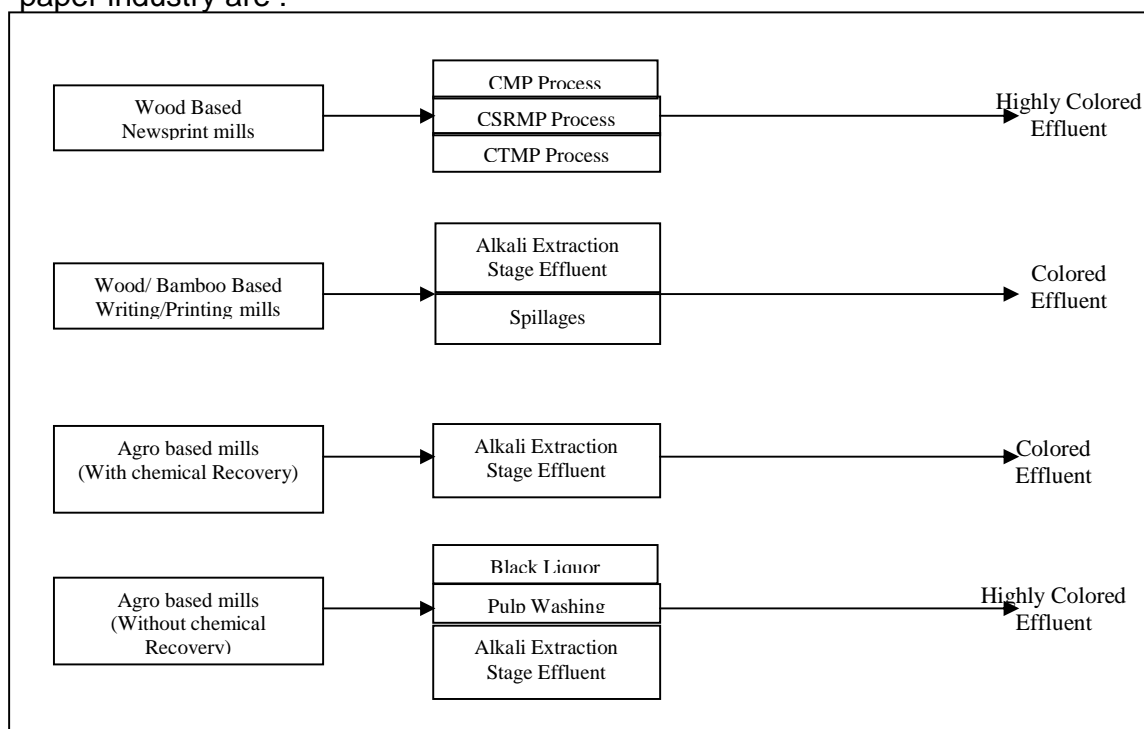 paper industry are :
Wood Based
Newsprint mills
CMP Process
CSRMP Process
CTMP Process
Highly Colored
Effluent
Wood/ Bamboo Based
Writing/Printing mills
Alkali Extraction
Stage Effluent
Spillages
Colored
Effluent
Agro based mills
(With chemical Recovery)
Alkali Extraction
Stage Effluent
Colored
Effluent
Agro based mills
(Without chemical
Recovery)
Black Liquor
Pulp Washing
Alkali Extraction
Stage Effluent
Highly Colored
Effluent